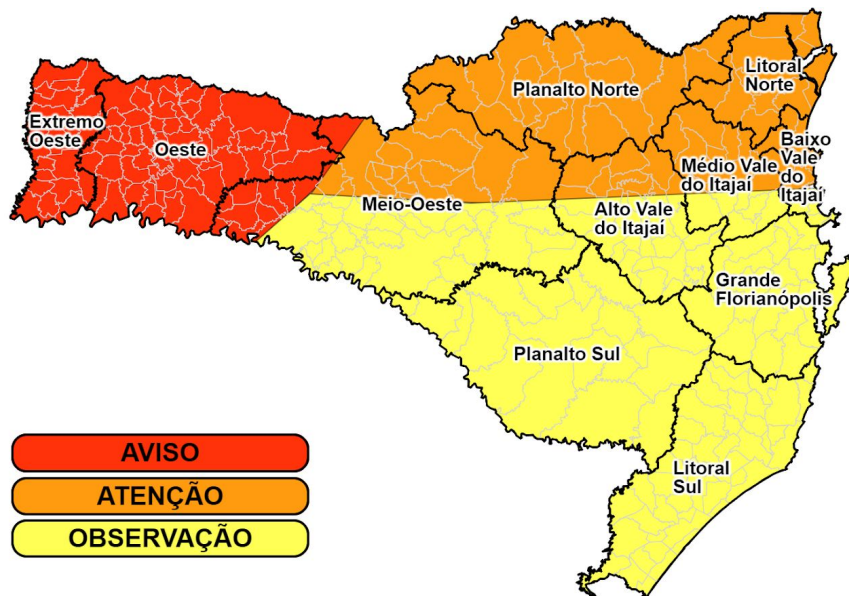 Planalto Norte
Litoral
Norte
Extremo
Oeste
Oeste
Baixo
Vale
do
Itajaí
Médio Vale
do Itajaí
Meio-Oeste
Alto Vale
do Itajaí
Grande
Florianópolis
Planalto Sul
Litoral
Sul
AVISO
ATENÇÃO
OBSERVAÇÃO